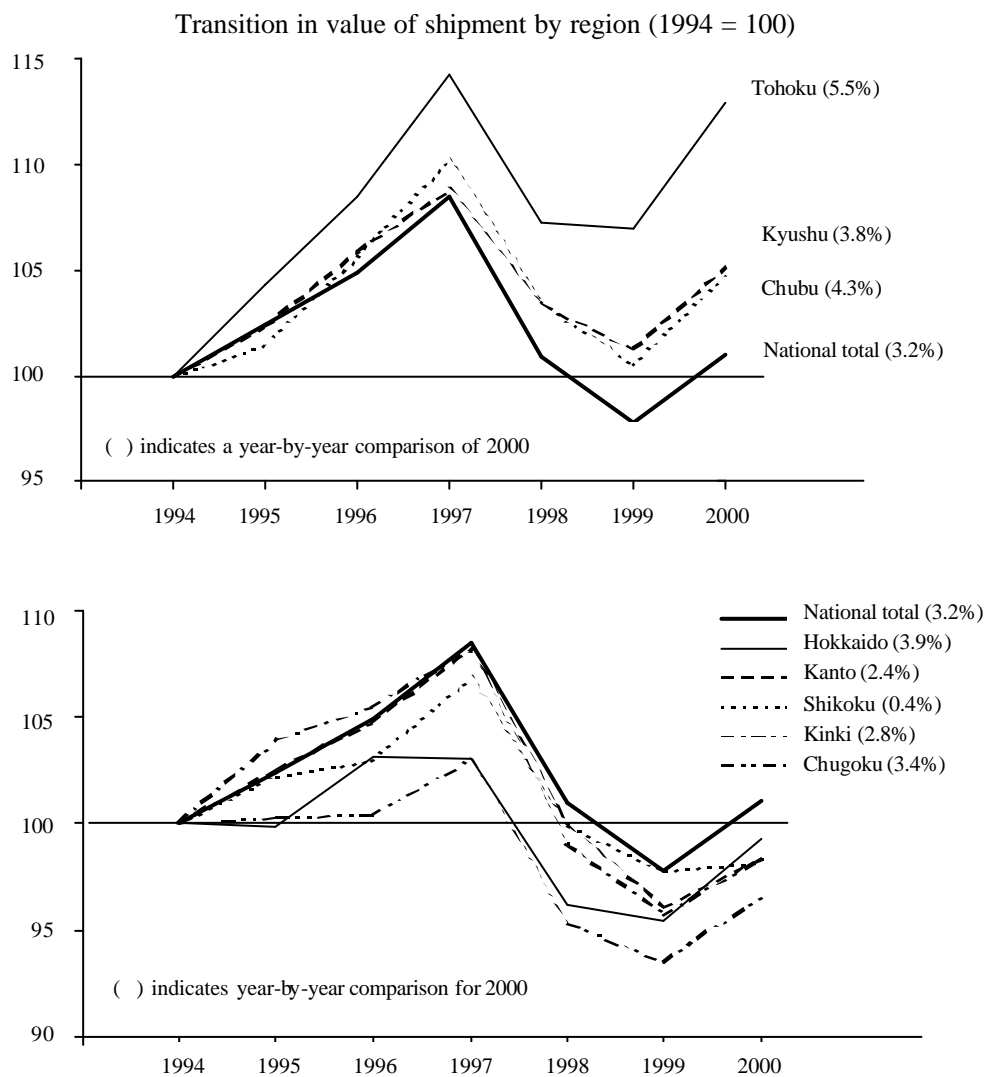 Transition in value of shipment by region (1994 = 100)
115
Tohoku (5.5%)
110
Kyushu (3.8%)
105
Chubu (4.3%)
National total (3.2%)
100
( ) indicates a year-by-year comparison of 2000
95
1994 1995 1996 1997 1998 1999 2000
110
National total (3.2%)
Hokkaido (3.9%)
Kanto (2.4%)
105
Shikoku (0.4%)
Kinki (2.8%)
Chugoku (3.4%)
100
95
( ) indicates year-by-year comparison for 2000
90
1994 1995 1996 1997 1998 1999 2000